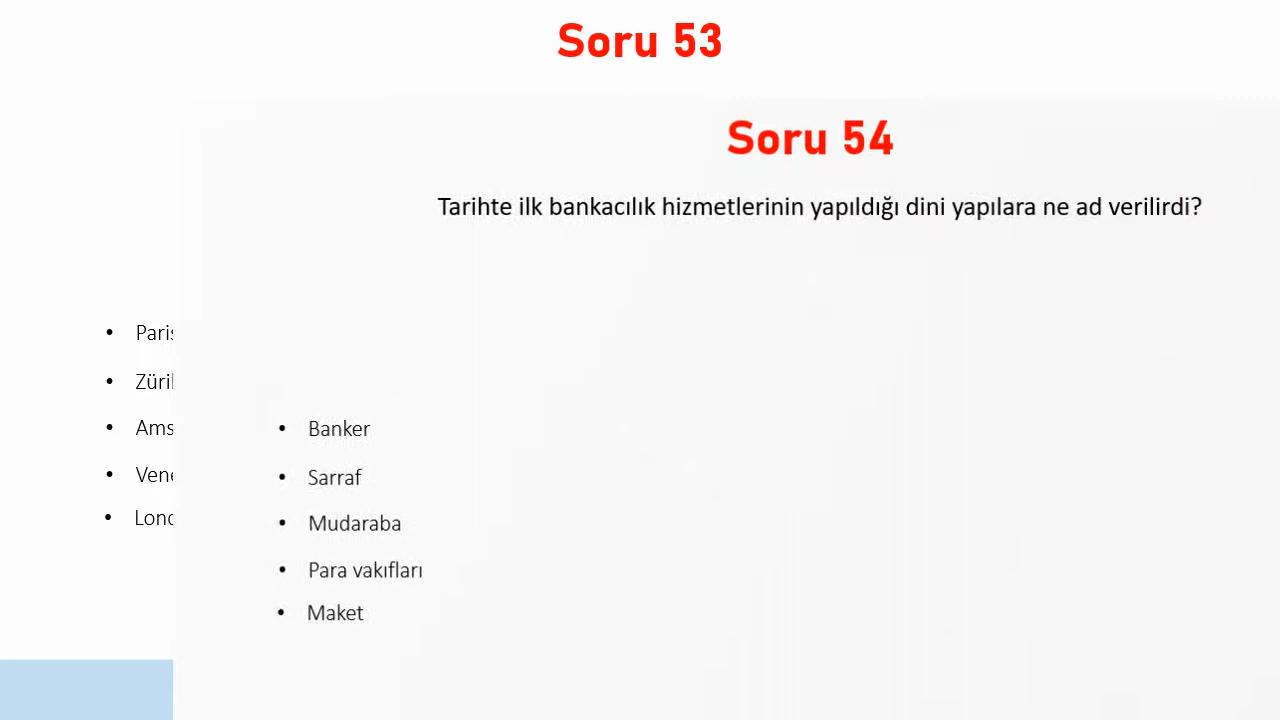 Soru 53
Soru 54
Tarihte ilk bankacılık hizmetlerinin yapıldığı dini yapılara ne ad verilirdi?
• Banker
• Sarraf
• Mudaraba
• Para vakıfları
• Maket